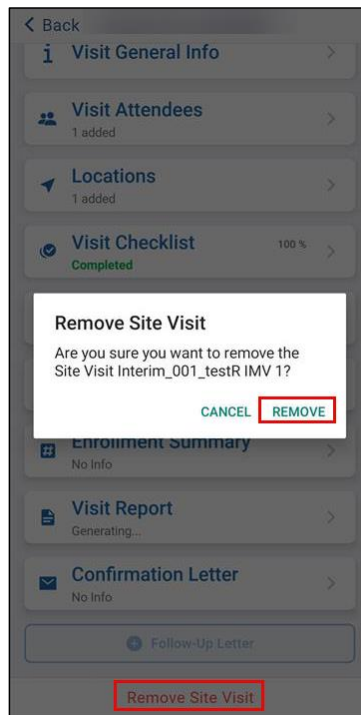 Back
Visit General Info
Visit Attendees
1 added
Locations
1 added
Visit Checklist
100 %
Completed
Remove Site Visit
Are you sure you want to remove the
Site Visit Interim_001_testR IMV 1?
CANCEL REMOVE
Enrollment Summary
No Info
Visit Report
Generating...
Confirmation Letter
No Info
Follow-Up Letter
Remove Site Visit